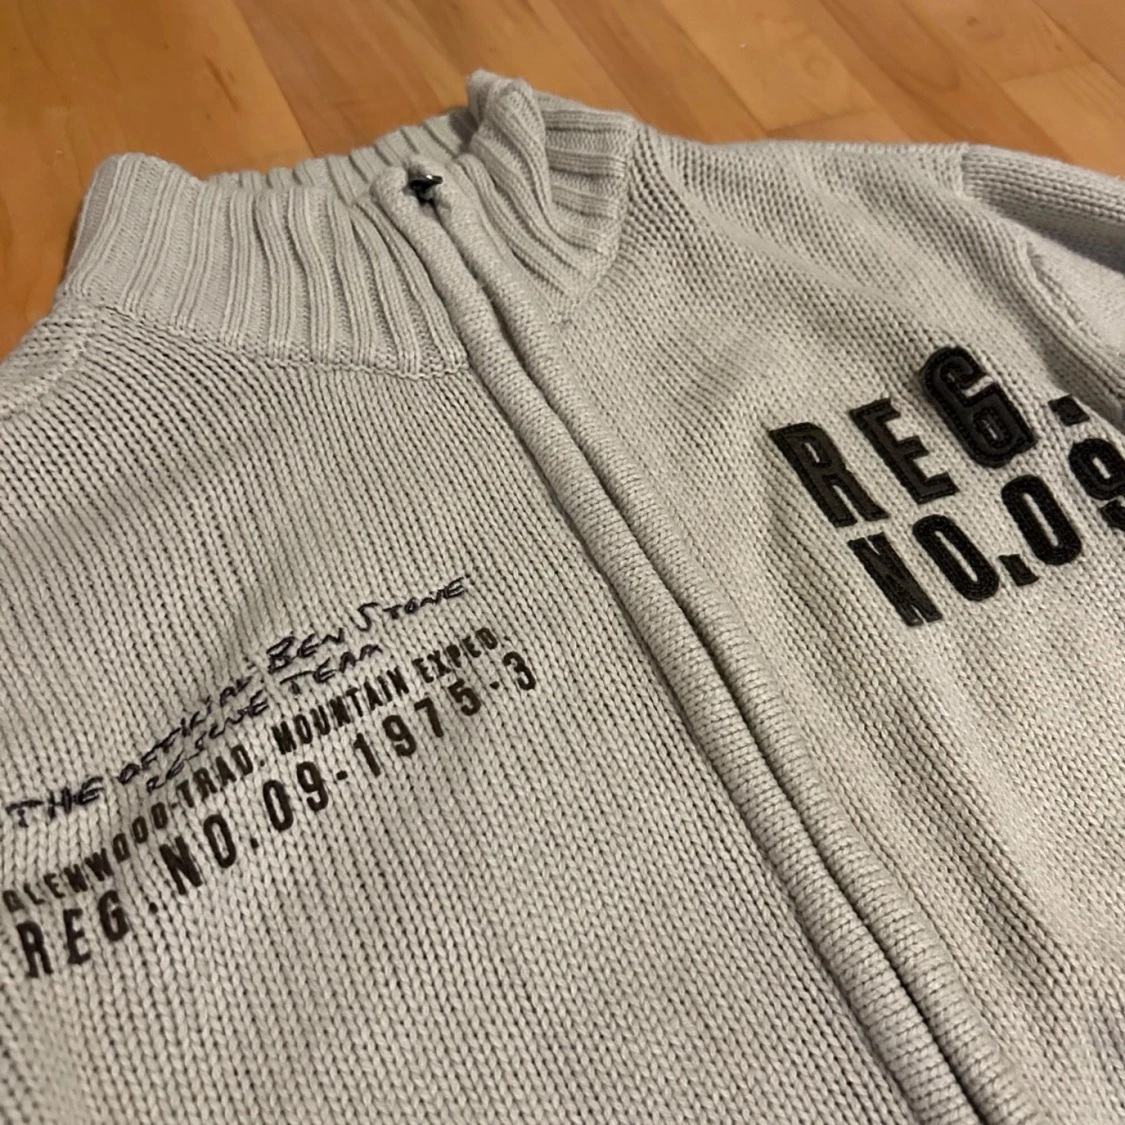 THE OFFICIAL BEN STONE
RESCUE TEAM
GLENWOOD-TRAD. MOUNTAIN EXPED.
REG. NO. 09-1975-3
REG.
NO.09